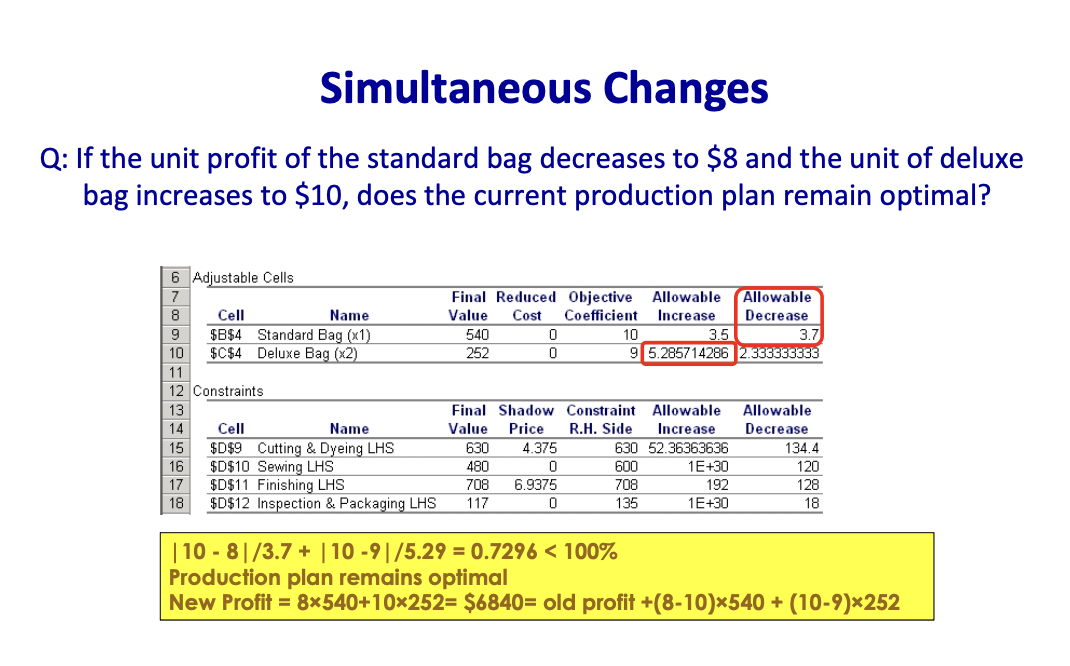 Simultaneous Changes
Q: If the unit profit of the standard bag decreases to $8 and the unit of deluxe
bag increases to $10, does the current production plan remain optimal?
6 Adjustable Cells
7 Final Reduced Objective Allowable Allowable
8 Cell Name Value Cost Coefficient Increase Decrease
9 $B$4 Standard Bag (x1) 540 0 10 3.5 3.7
10 $C$4 Deluxe Bag (x2) 252 0 9 5.285714286 2.333333333
11
12 Constraints
13 Final Shadow Constraint Allowable Allowable
14 Cell Name Value Price R.H. Side Increase Decrease
15 $D$9 Cutting & Dyeing LHS 630 4.375 630 52.36363636 134.4
16 $D$10 Sewing LHS 480 0 600 1E+30 120
17 $D$11 Finishing LHS 708 6.9375 708 192 128
18 $D$12 Inspection & Packaging LHS 117 0 135 1E+30 18
|10 - 8|/3.7 + |10 -9|/5.29 = 0.7296 < 100%
Production plan remains optimal
New Profit = 8×540+10×252= $6840= old profit +(8-10)×540 + (10-9)×252